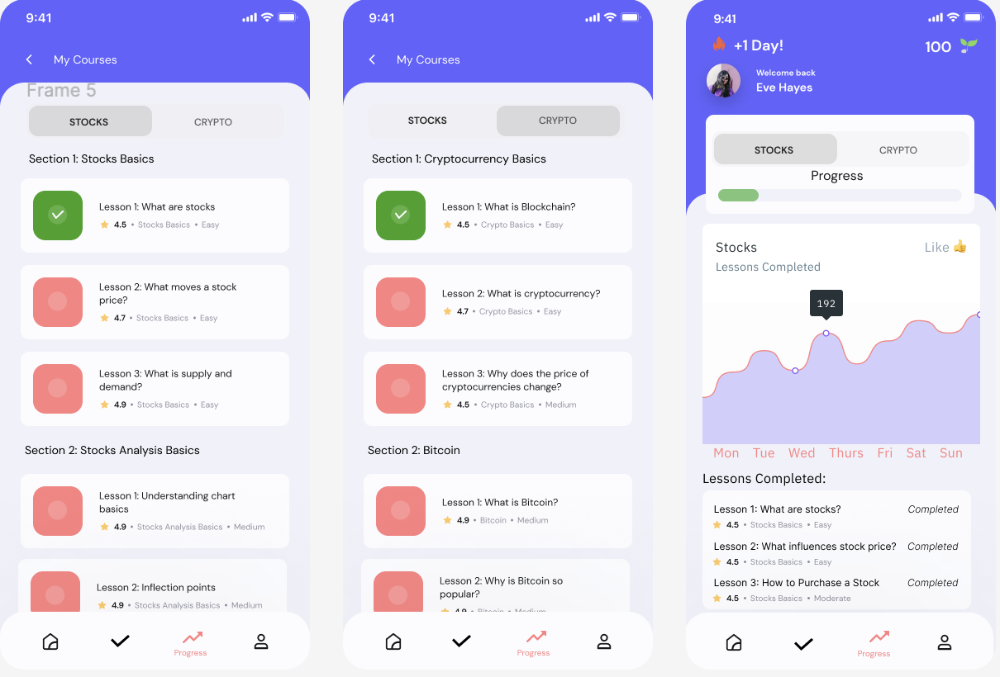 9:41
My Courses
Frame 5
STOCKS CRYPTO
Section 1: Stocks Basics
Lesson 1: What are stocks
4.5 • Stocks Basics • Easy
Lesson 2: What moves a stock
price?
4.7 • Stocks Basics • Easy
Lesson 3: What is supply and
demand?
4.9 • Stocks Basics • Easy
Section 2: Stocks Analysis Basics
Lesson 1: Understanding chart
basics
4.9 • Stocks Analysis Basics • Medium
Lesson 2: Inflection points
4.9 • Stocks Analysis Basics • Medium
Progress
9:41
My Courses
STOCKS CRYPTO
Section 1: Cryptocurrency Basics
Lesson 1: What is Blockchain?
4.5 • Crypto Basics • Easy
Lesson 2: What is cryptocurrency?
4.7 • Crypto Basics • Easy
Lesson 3: Why does the price of
cryptocurrencies change?
4.5 • Crypto Basics • Medium
Section 2: Bitcoin
Lesson 1: What is Bitcoin?
4.9 • Bitcoin • Medium
Lesson 2: Why is Bitcoin so
popular?
4.9 • Bitcoin • Medium
Progress
9:41
+1 Day! 100
Welcome back
Eve Hayes
STOCKS CRYPTO
Progress
Stocks Like 👍
Lessons Completed
192
Mon Tue Wed Thurs Fri Sat Sun
Lessons Completed:
Lesson 1: What are stocks? Completed
4.5 • Stocks Basics • Easy
Lesson 2: What influences stock price? Completed
4.5 • Stocks Basics • Easy
Lesson 3: How to Purchase a Stock Completed
4.5 • Stocks Basics • Moderate
Progress